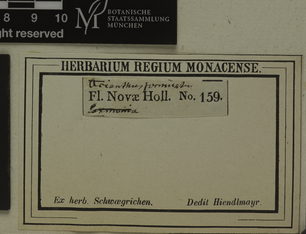 8 9 10
ght reserved
BOTANISCHE
STAATSSAMMLUNG
MÜNCHEN
HERBARIUM REGIUM MONACENSE.
Fl. Novæ Holl. No. 159.
Ex herb. Schwægrichen. Dedit Hiendlmayr.